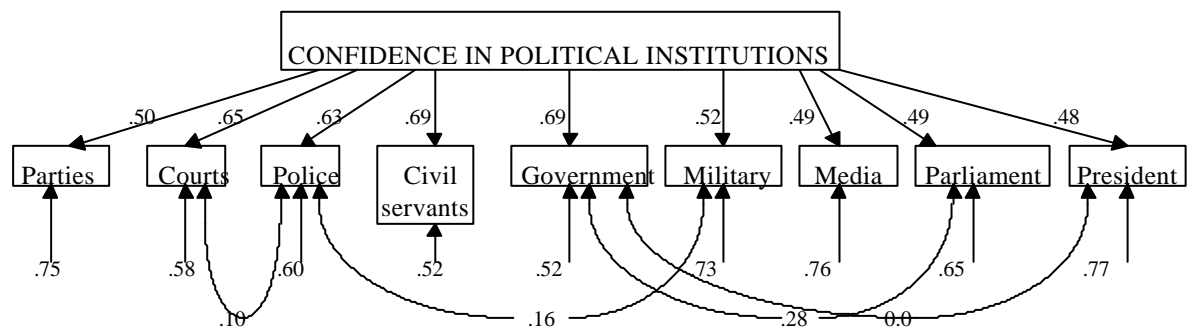 CONFIDENCE IN POLITICAL INSTITUTIONS
.50 .65 .63 .69 .69 .52 .49 .49 .48
Parties Courts Police Civil servants Government Military Media Parliament President
.75 .58 .60 .52 .52 .73 .76 .65 .77
.10 .16 .28 0.0